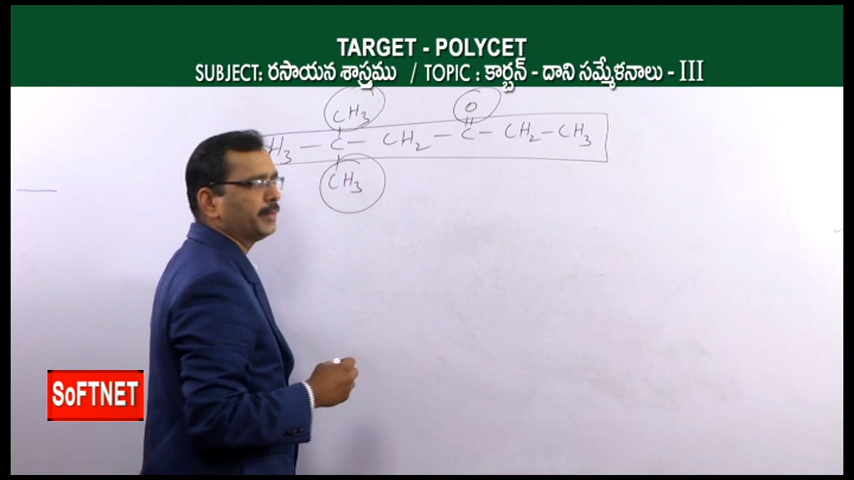 TARGET - POLYCET
SUBJECT: రసాయన శాస్త్రము / TOPIC : కార్బన్ - దాని సమ్మేళనాలు - III
CH3 O
H3 — C — CH2 — C — CH2 — CH3
CH3
SoFTNET